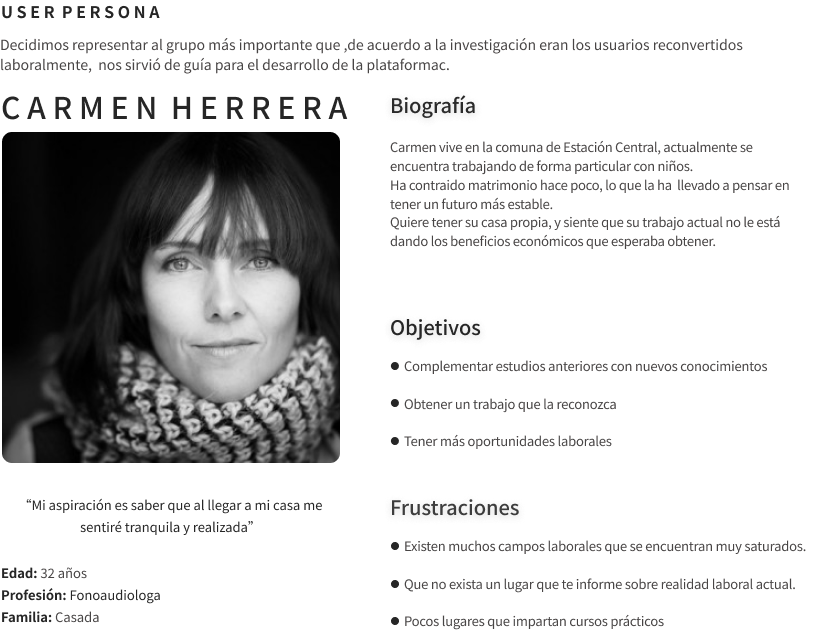 USER PERSONA
Decidimos representar al grupo más importante que ,de acuerdo a la investigación eran los usuarios reconvertidos
laboralmente, nos sirvió de guía para el desarrollo de la plataformac.
CARMEN HERRERA
“Mi aspiración es saber que al llegar a mi casa me
sentiré tranquila y realizada”
Edad: 32 años
Profesión: Fonoaudiologa
Familia: Casada
Biografía
Carmen vive en la comuna de Estación Central, actualmente se
encuentra trabajando de forma particular con niños.
Ha contraido matrimonio hace poco, lo que la ha llevado a pensar en
tener un futuro más estable.
Quiere tener su casa propia, y siente que su trabajo actual no le está
dando los beneficios económicos que esperaba obtener.
Objetivos
● Complementar estudios anteriores con nuevos conocimientos
● Obtener un trabajo que la reconozca
● Tener más oportunidades laborales
Frustraciones
● Existen muchos campos laborales que se encuentran muy saturados.
● Que no exista un lugar que te informe sobre realidad laboral actual.
● Pocos lugares que impartan cursos prácticos